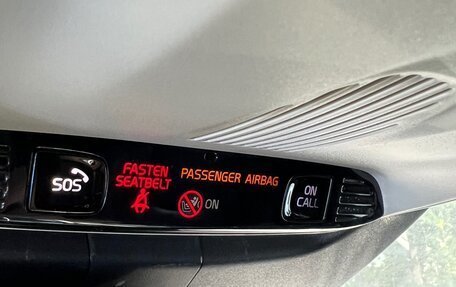 SOS
FASTEN
SEATBELT
PASSENGER AIRBAG
ON
ON
CALL